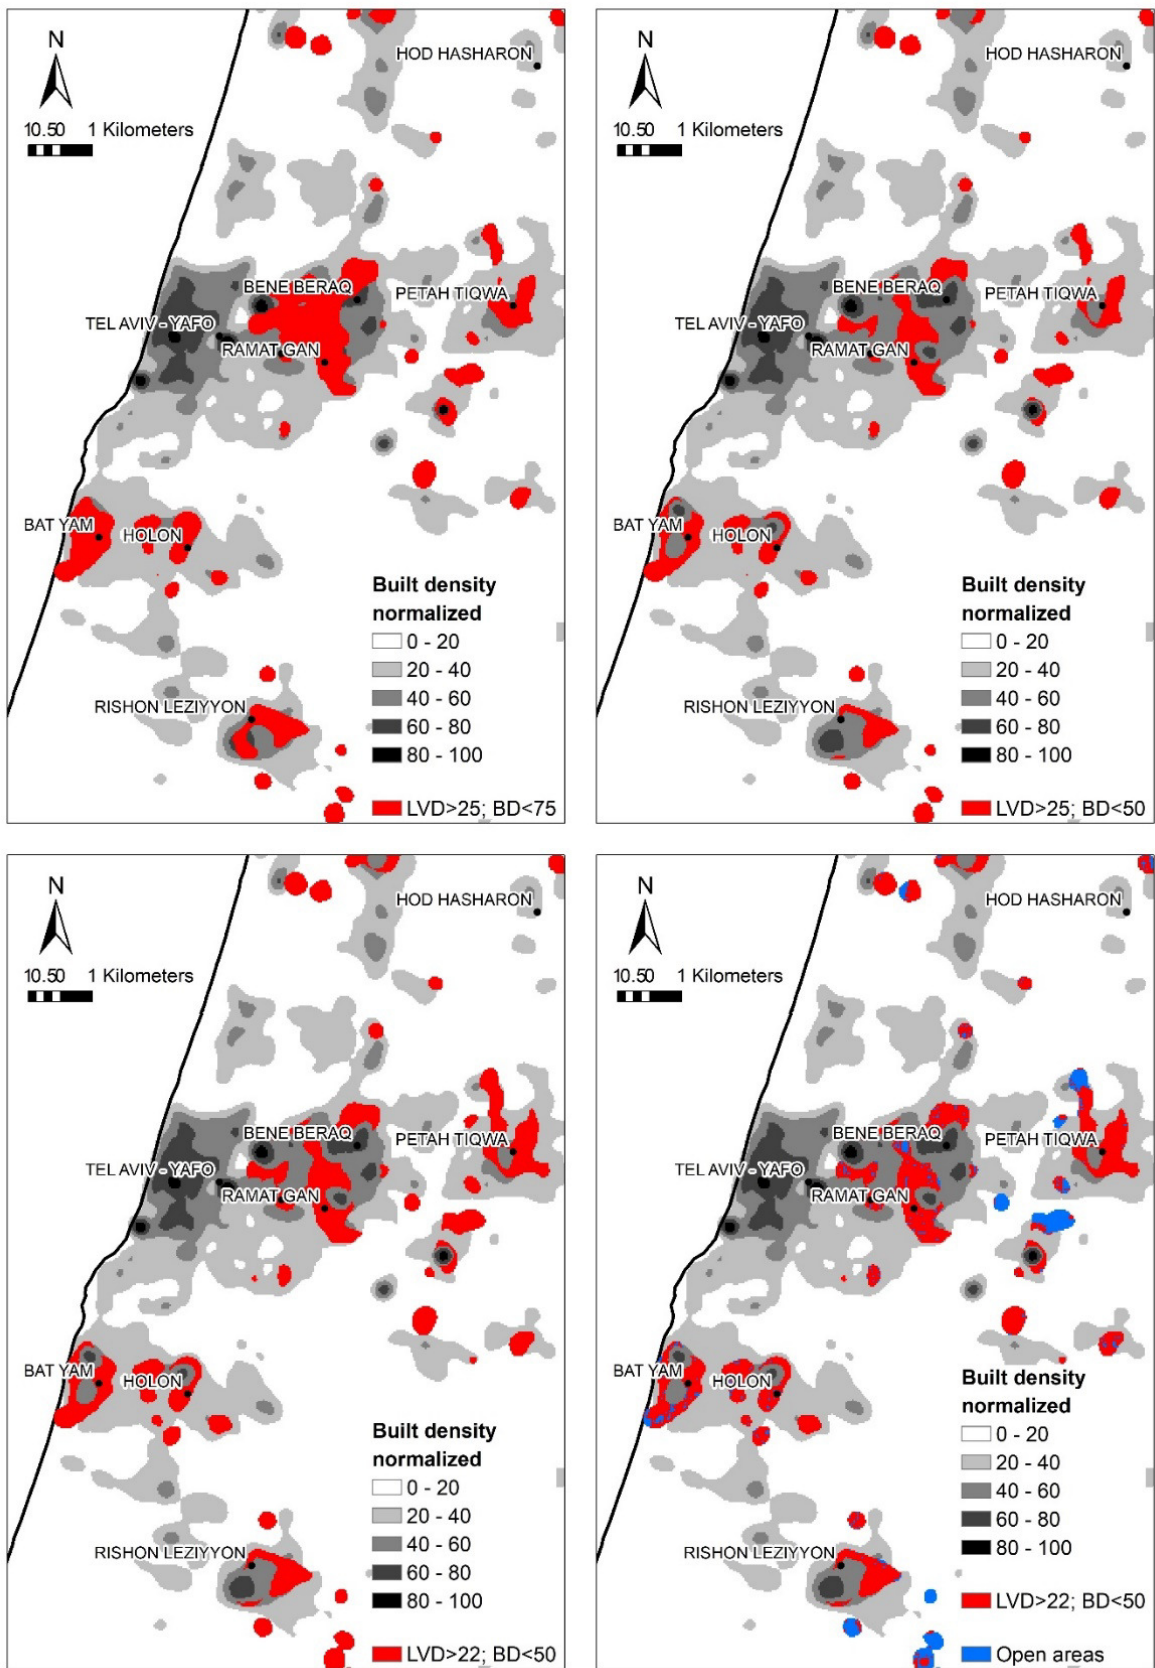 N
HOD HASHARON
10.50 1 Kilometers
BENE BERAQ
PETAH TIQWA
TEL AVIV - YAFO
RAMAT GAN
BAT YAM
HOLON
Built density
normalized
0 - 20
20 - 40
40 - 60
60 - 80
80 - 100
RISHON LEZIYYON
LVD>25; BD<75
N
HOD HASHARON
10.50 1 Kilometers
BENE BERAQ
PETAH TIQWA
TEL AVIV - YAFO
RAMAT GAN
BAT YAM
HOLON
Built density
normalized
0 - 20
20 - 40
40 - 60
60 - 80
80 - 100
RISHON LEZIYYON
LVD>25; BD<50
N
HOD HASHARON
10.50 1 Kilometers
BENE BERAQ
PETAH TIQWA
TEL AVIV - YAFO
RAMAT GAN
BAT YAM
HOLON
Built density
normalized
0 - 20
20 - 40
40 - 60
60 - 80
80 - 100
RISHON LEZIYYON
LVD>22; BD<50
N
HOD HASHARON
10.50 1 Kilometers
BENE BERAQ
PETAH TIQWA
TEL AVIV - YAFO
RAMAT GAN
BAT YAM
HOLON
Built density
normalized
0 - 20
20 - 40
40 - 60
60 - 80
80 - 100
RISHON LEZIYYON
LVD>22; BD<50
Open areas